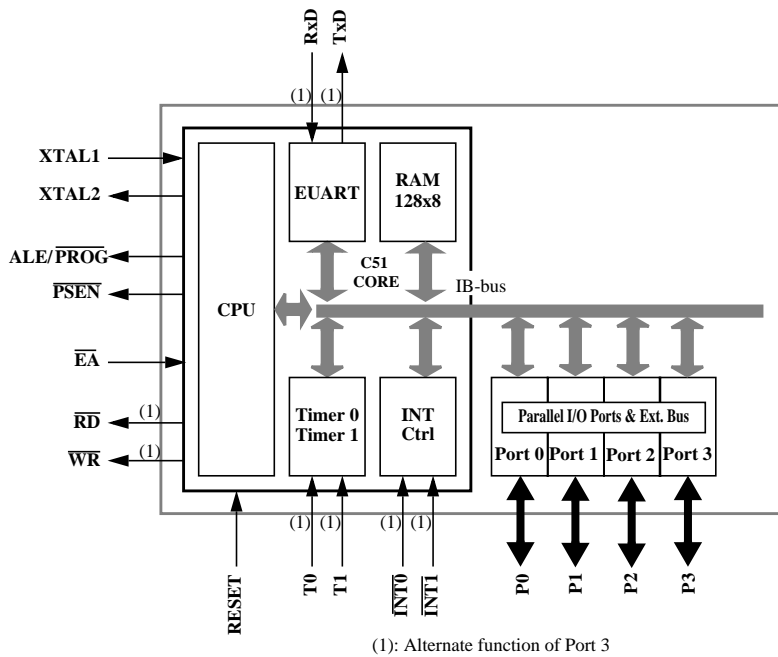 RxD TxD
(1) (1)
XTAL1
XTAL2
ALE/PROG
PSEN
EA
RD (1)
WR (1)
CPU
EUART
RAM
128x8
C51
CORE
IB-bus
Timer 0
Timer 1
INT
Ctrl
Parallel I/O Ports & Ext. Bus
Port 0 Port 1 Port 2 Port 3
(1) (1) (1) (1)
RESET T0 T1 INT0 INT1 P0 P1 P2 P3
(1): Alternate function of Port 3